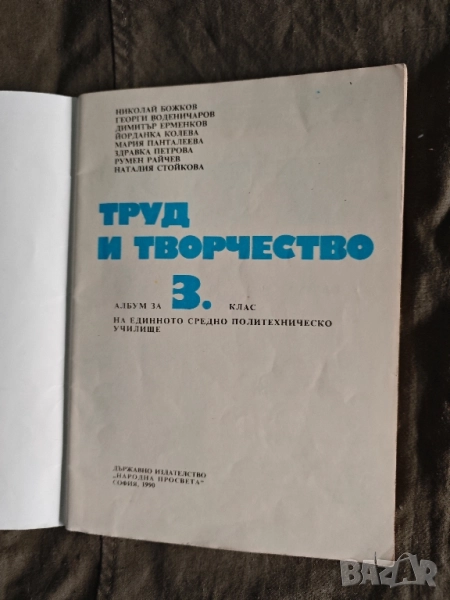 НИКОЛАЙ БОЖКОВ
ГЕОРГИ ВОДЕНИЧАРОВ
ДИМИТЪР ЕРМЕНКОВ
ЙОРДАНКА КОЛЕВА
МАРИЯ ПАНТАЛЕЕВА
ЗДРАВКА ПЕТРОВА
РУМЕН РАЙЧЕВ
НАТАЛИЯ СТОЙКОВА
ТРУД
И ТВОРЧЕСТВО
АЛБУМ ЗА 3. КЛАС
НА ЕДИННОТО СРЕДНО ПОЛИТЕХНИЧЕСКО
УЧИЛИЩЕ
ДЪРЖАВНО ИЗДАТЕЛСТВО
„НАРОДНА ПРОСВЕТА"
СОФИЯ, 1990
BAZAR